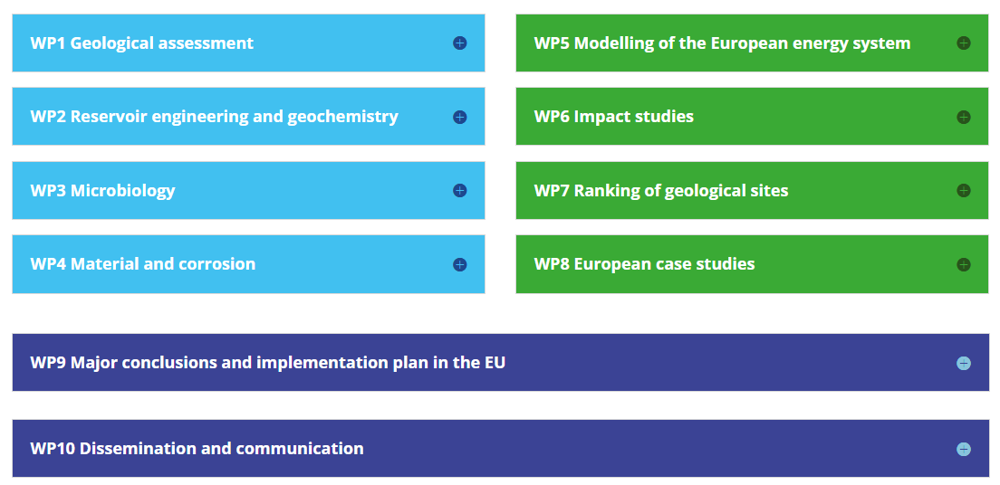 WP1 Geological assessment
WP2 Reservoir engineering and geochemistry
WP3 Microbiology
WP4 Material and corrosion
WP5 Modelling of the European energy system
WP6 Impact studies
WP7 Ranking of geological sites
WP8 European case studies
WP9 Major conclusions and implementation plan in the EU
WP10 Dissemination and communication